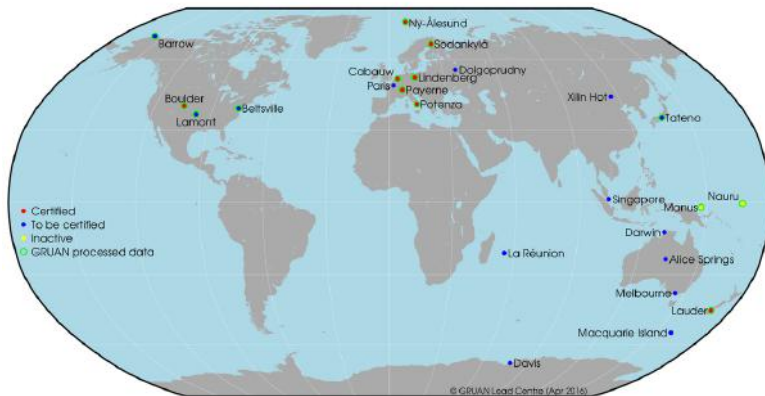 Ny-Ålesund
Barrow
Sodankylä
Cabauw
Dolgoprudny
Lindenberg
Paris
Payerne
Xilin Hot
Boulder
Potenza
Beltsville
Lamont
Tateno
Singapore
Nauru
Manus
Certified
To be certified
Inactive
GRUAN processed data
Darwin
La Réunion
Alice Springs
Melbourne
Lauder
Macquarie Island
Davis
© GRUAN Lead Centre (Apr 2016)